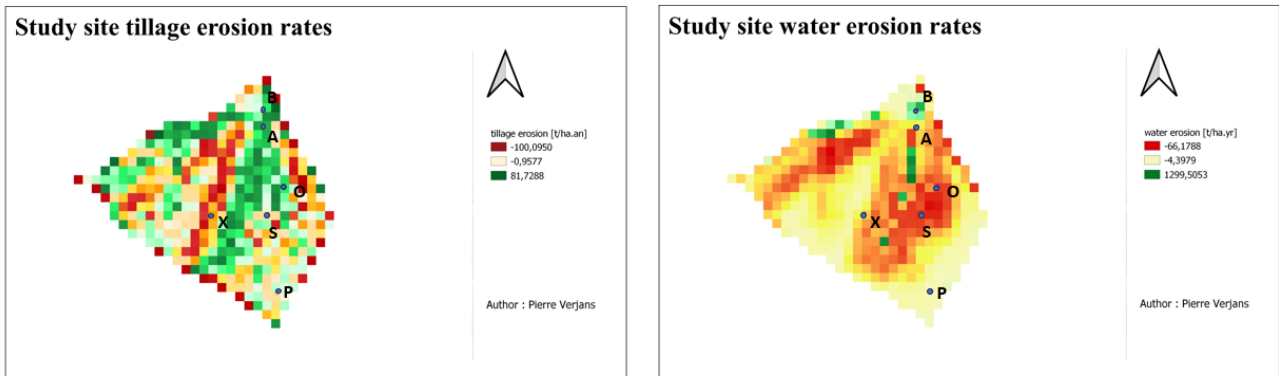 Study site tillage erosion rates
B
A
O
X
S
P
tillage erosion [t/ha.an]
-100,0950
-0,9577
81,7288
Author : Pierre Verjans
Study site water erosion rates
B
A
O
X
S
P
water erosion [t/ha.yr]
-66,1788
-4,3979
1299,5053
Author : Pierre Verjans